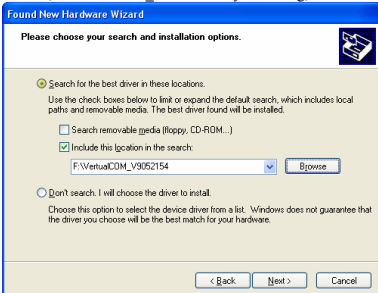 Found New Hardware Wizard
Please choose your search and installation options.
Search for the best driver in these locations.
Use the check boxes below to limit or expand the default search, which includes local
paths and removable media. The best driver found will be installed.
Search removable media (floppy, CD-ROM...)
Include this location in the search:
F:\VertualCOM_V9052154
Browse
Don't search. I will choose the driver to install.
Choose this option to select the device driver from a list. Windows does not guarantee that
the driver you choose will be the best match for your hardware.
< Back Next > Cancel